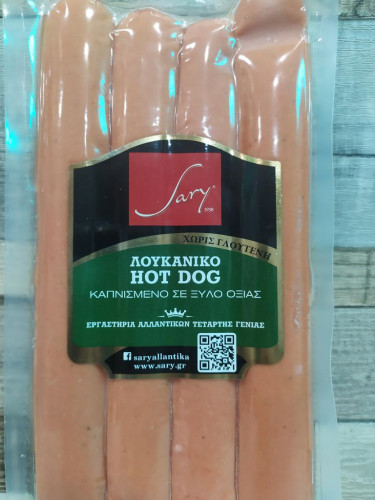 Sary
ΧΩΡΙΣ ΓΛΟΥΤΕΝΗ
ΛΟΥΚΑΝΙΚΟ
HOT DOG
ΚΑΠΝΙΣΜΕΝΟ ΣΕ ΞΥΛΟ ΟΞΙΑΣ
ΕΡΓΑΣΤΗΡΙΑ ΑΛΛΑΝΤΙΚΩΝ ΤΕΤΑΡΤΗΣ ΓΕΝΙΑΣ
saryallantika
www.sary.gr